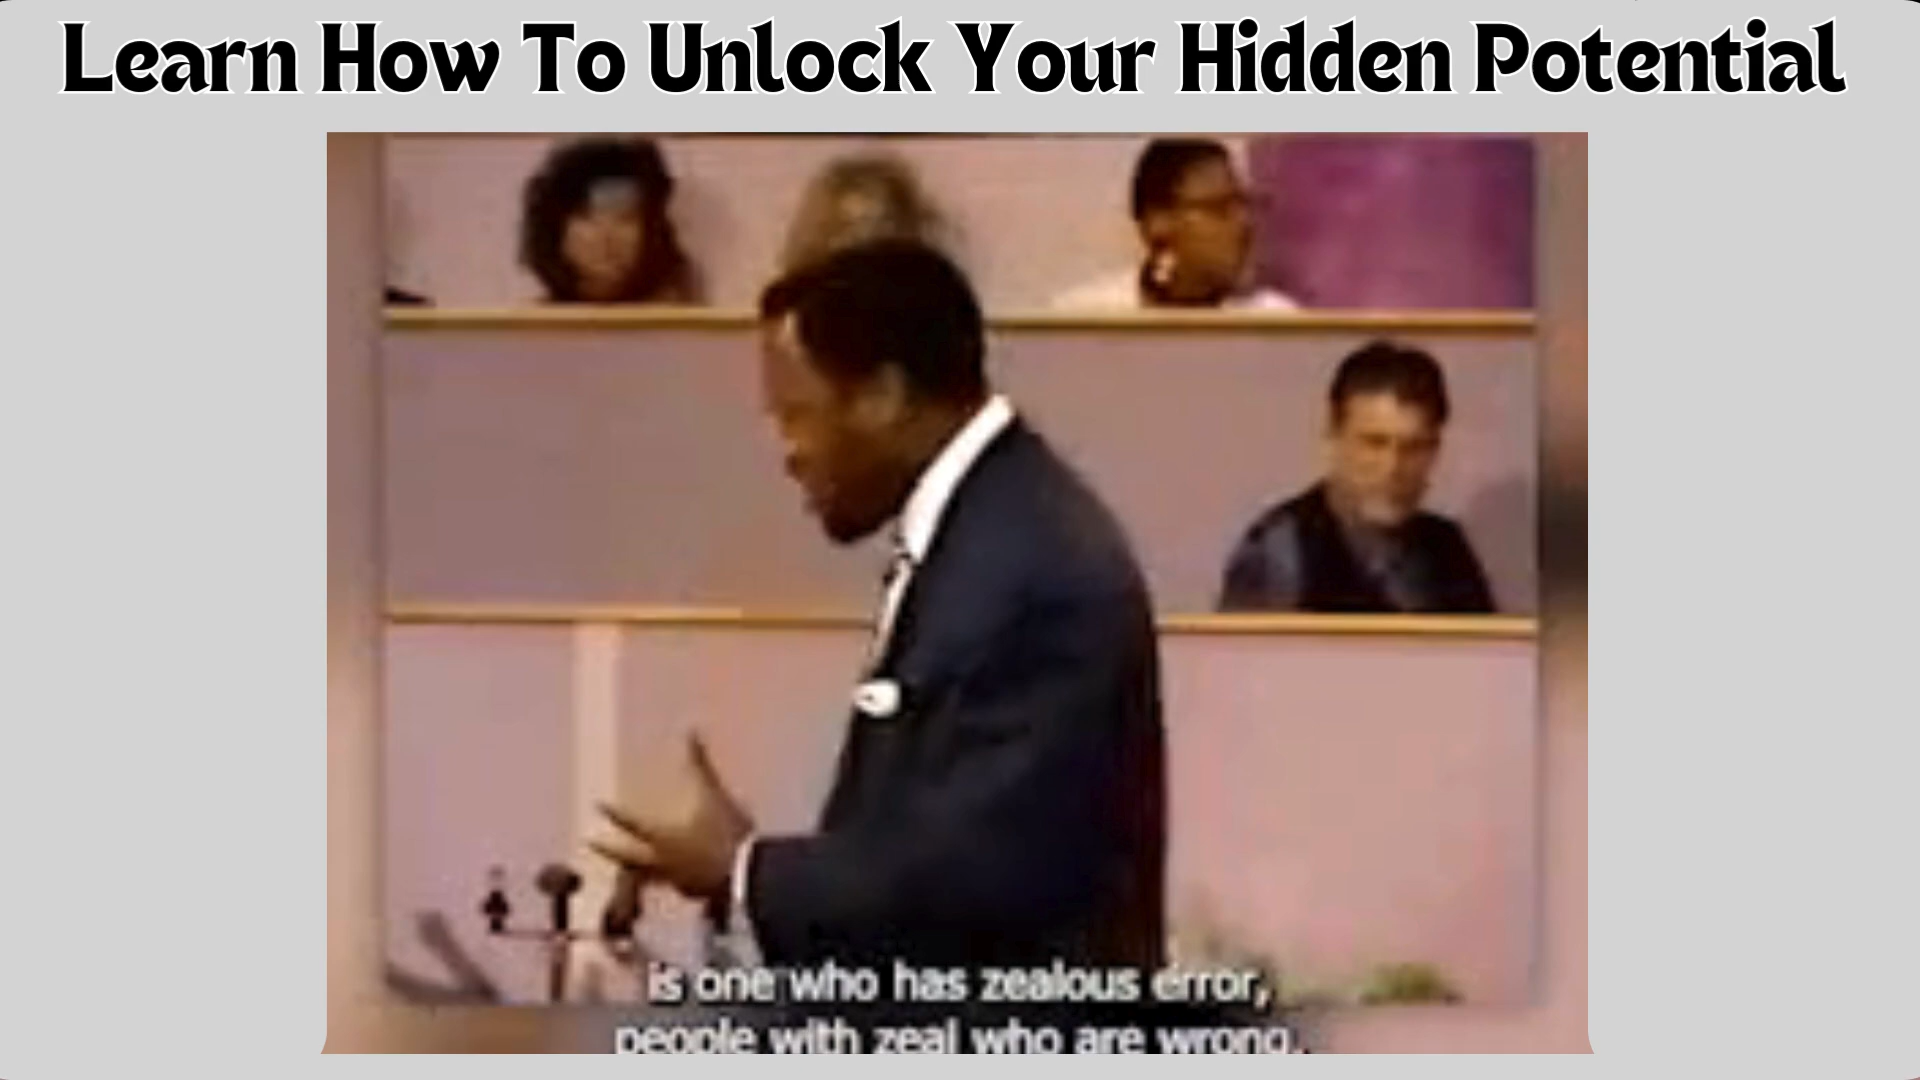 Learn How To Unlock Your Hidden Potential
is one who has zealous error,
people with zeal who are wrong.